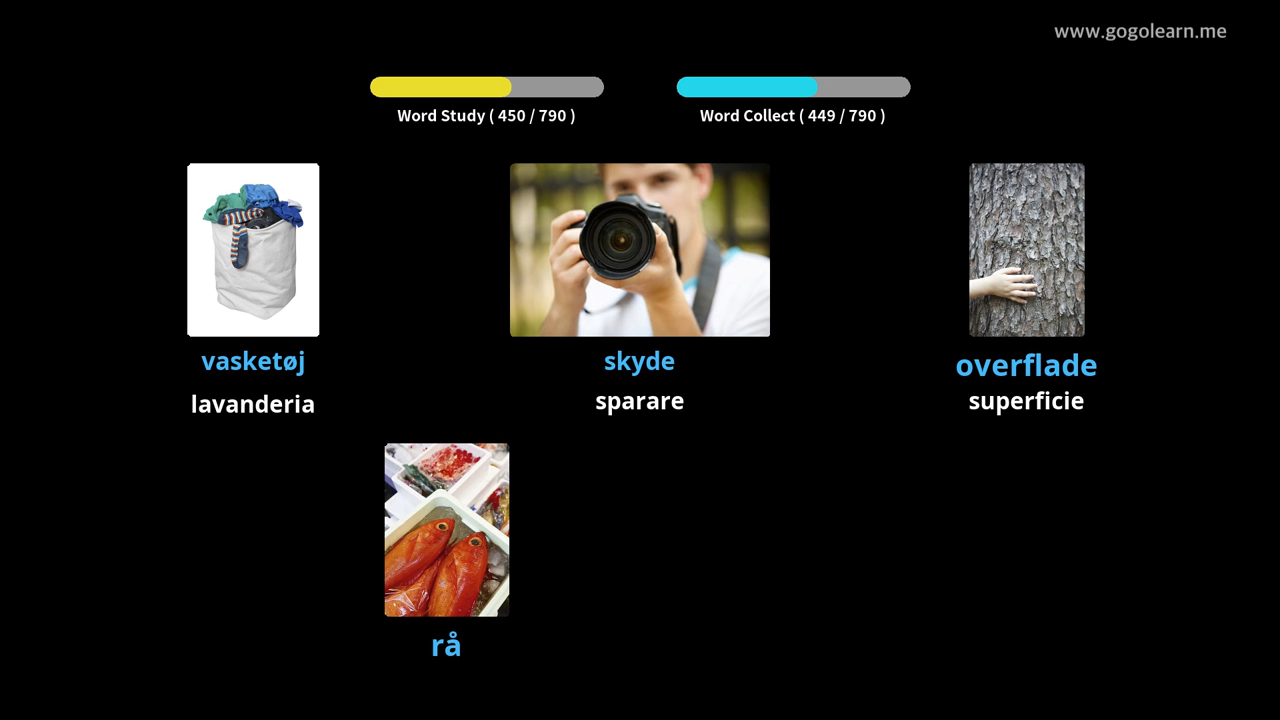 www.gogolearn.me
Word Study ( 450 / 790 )
Word Collect ( 449 / 790 )
vasketøj
skyde
overflade
lavanderia
sparare
superficie
rå